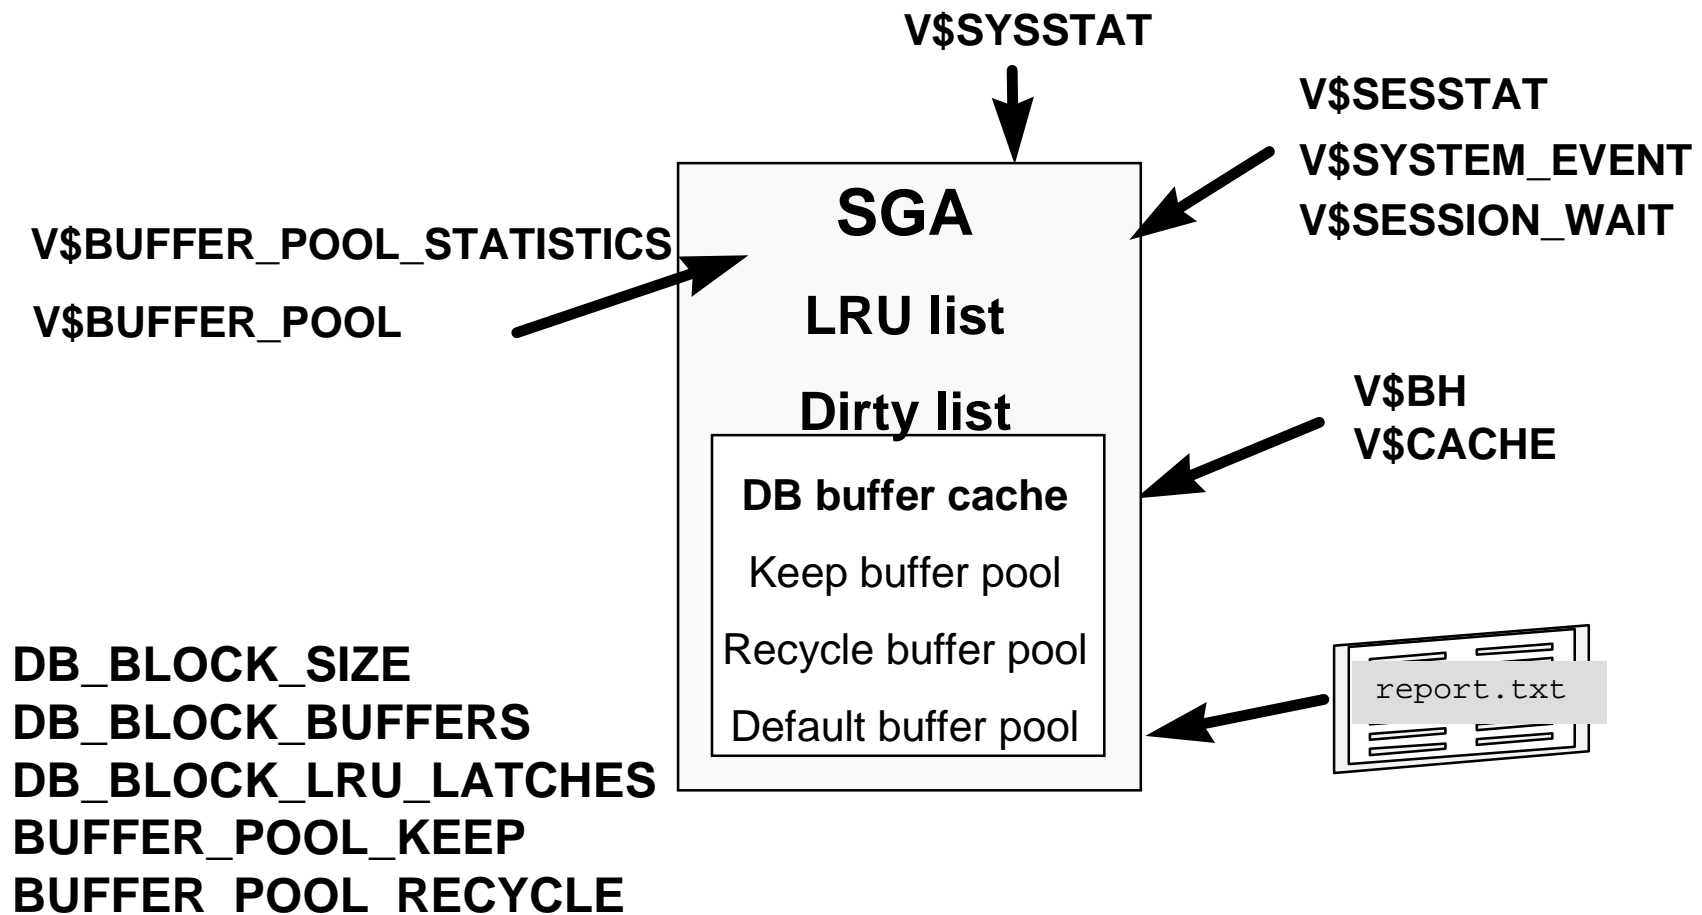 V$SYSSTAT
V$SESSTAT
V$SYSTEM_EVENT
V$SESSION_WAIT
V$BUFFER_POOL_STATISTICS
V$BUFFER_POOL
SGA
LRU list
Dirty list
DB buffer cache
Keep buffer pool
Recycle buffer pool
Default buffer pool
V$BH
V$CACHE
report.txt
DB_BLOCK_SIZE
DB_BLOCK_BUFFERS
DB_BLOCK_LRU_LATCHES
BUFFER_POOL_KEEP
BUFFER_POOL_RECYCLE